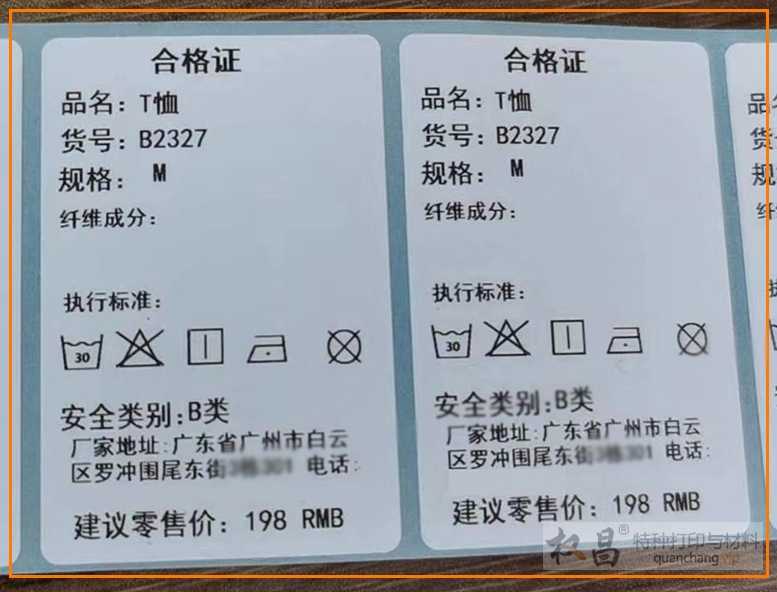 合格证
品名：T恤
货号：B2327
规格： M
纤维成分：
执行标准：
30
安全类别:B类
厂家地址:广东省广州市白云
区罗冲围尾东街 电话:
建议零售价：198 RMB
合格证
品名：T恤
货号：B2327
规格： M
纤维成分：
执行标准：
30
安全类别:B类
厂家地址:广东省广州市白云
区罗冲围尾东街 电话:
建议零售价：198 RMB
品
货
规
纤
权昌® 特种打印与材料
quanchang vip